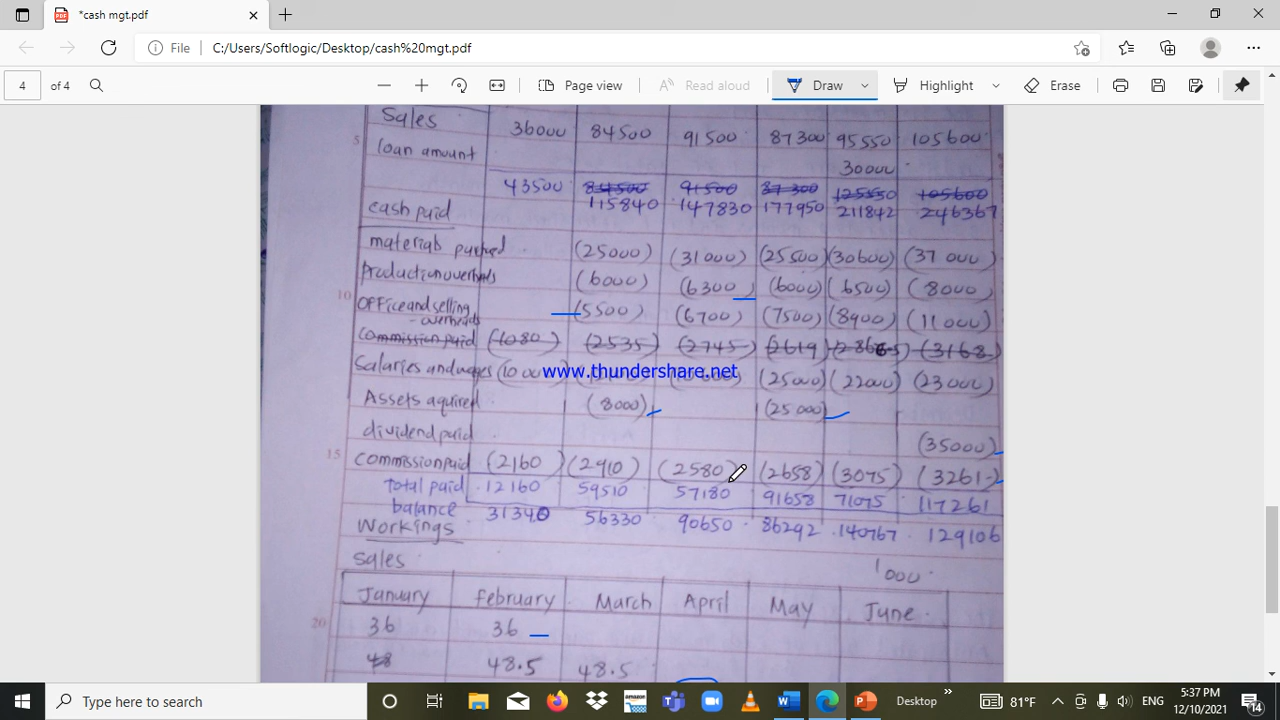 *cash mgt.pdf
File C:/Users/Softlogic/Desktop/cash%20mgt.pdf
4 of 4 Page view Read aloud Draw Highlight Erase
Sales 36000 84500 91500 87300 95550 105600
5 loan amount 30000
43500 84500 91500 87300 125550 105600
cash paid 115840 147830 177950 211842 246367
materials (25000) (31000) (25500) (30600) (37000)
Production (6000) (6300) (6000) (6500) (8000)
10 Office and selling (5500) (6700) (7500) (8900) (11000)
overheads
commission paid (1080) (2535) (2745) (2619) (3168)
Salaries and wages (25000) (22000) (23000)
www.thundershare.net
Assets aquired (8000) (25000)
dividend paid (35000)
15 commission paid (2160) (2910) (2580) (2658) (3075) (3261)
total paid 12160 59510 57180 91658 71075 117261
balance 31340 56330 90650 86292 140767 129106
Workings
Sales '000
January February March April May June
20 36 36
48 48.5 48.5
Type here to search
Desktop 81°F ENG 5:37 PM
12/10/2021 14